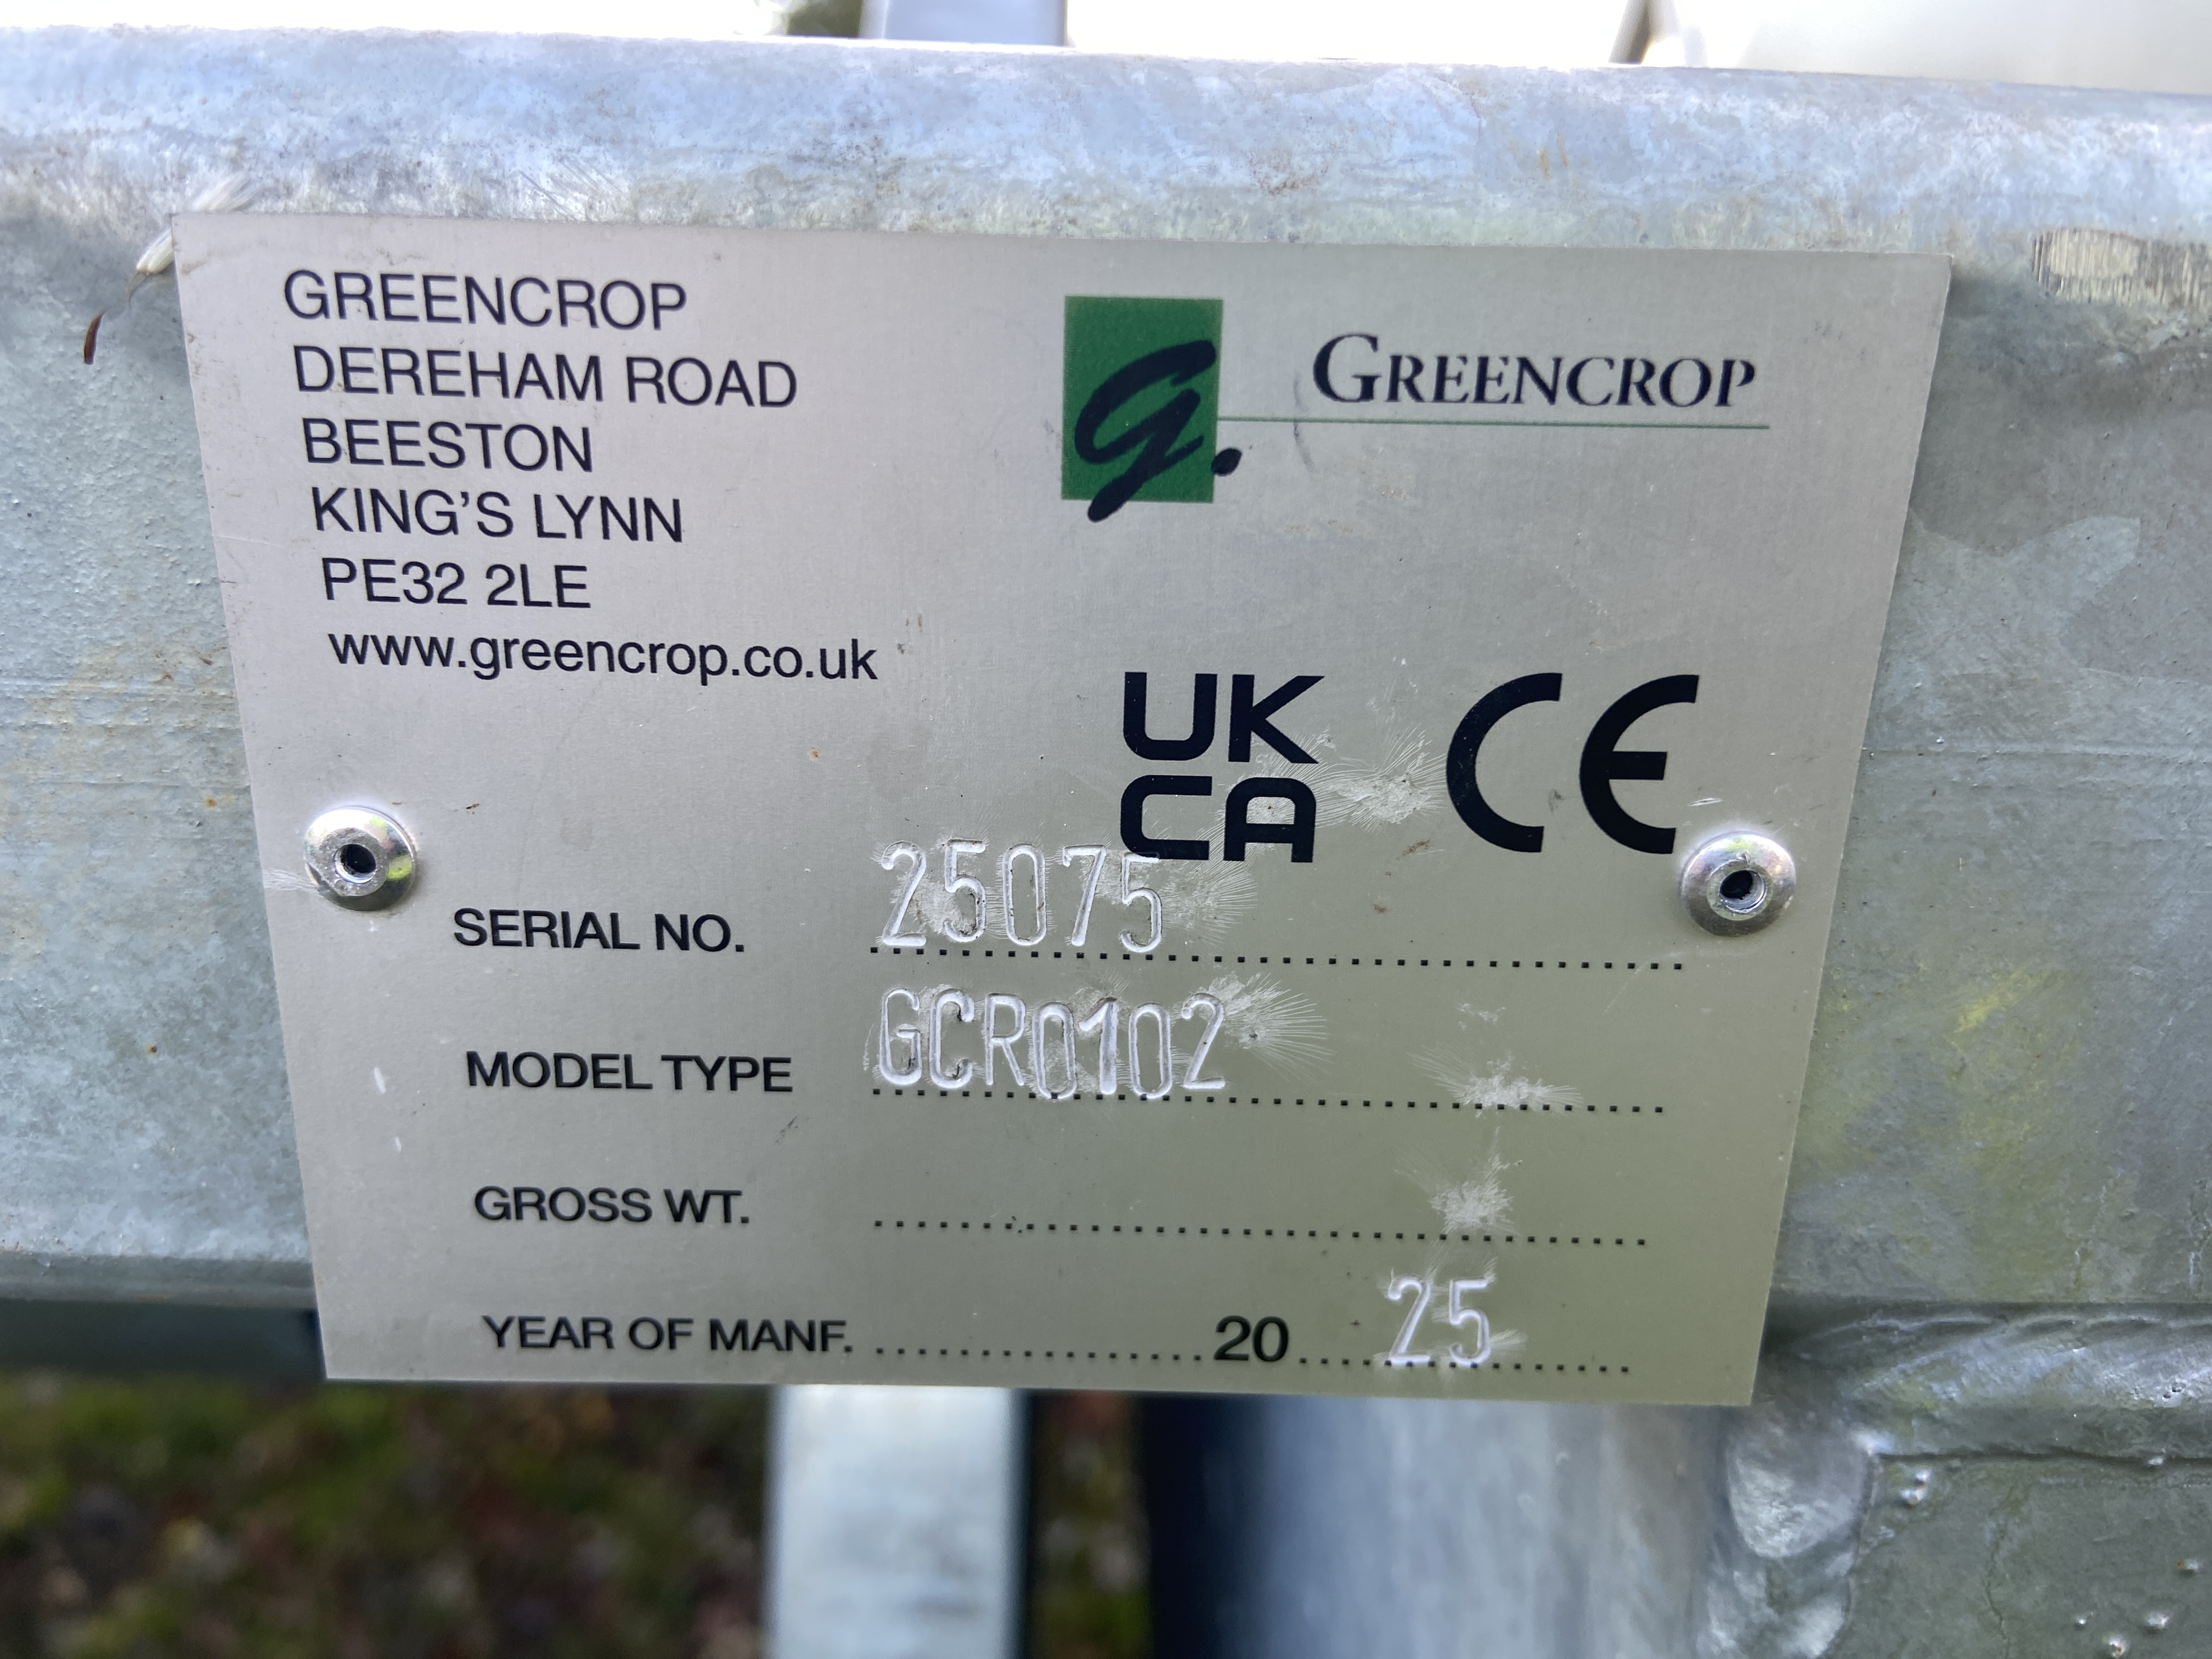 GREENCROP
DEREHAM ROAD
BEESTON
KING'S LYNN
PE32 2LE
www.greencrop.co.uk
g.
GREENCROP
UK
CA
CE
SERIAL NO. 25075
MODEL TYPE GCR0102
GROSS WT.
YEAR OF MANF. 20 25